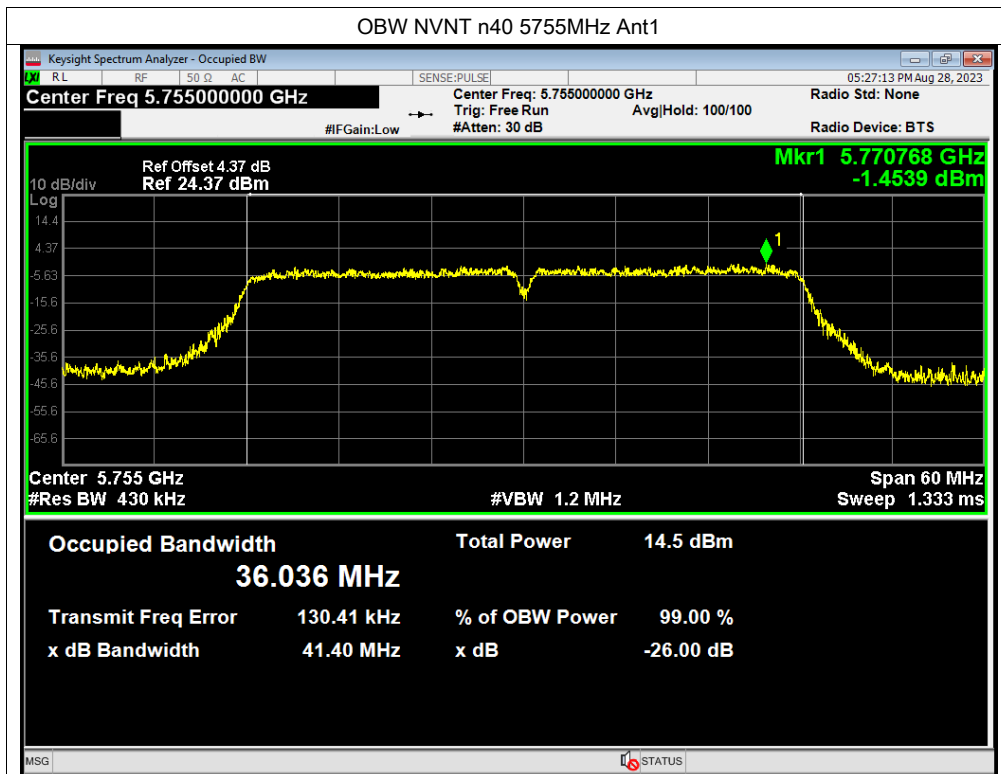 OBW NVNT n40 5755MHz Ant1
Keysight Spectrum Analyzer - Occupied BW
LXI RL RF 50 Ω AC SENSE:PULSE 05:27:13 PM Aug 28, 2023
Center Freq 5.755000000 GHz Center Freq: 5.755000000 GHz Radio Std: None
Trig: Free Run Avg|Hold: 100/100
#IFGain:Low #Atten: 30 dB Radio Device: BTS
Mkr1 5.770768 GHz
Ref Offset 4.37 dB
10 dB/div Ref 24.37 dBm -1.4539 dBm
Log
14.4
4.37
1
-5.63
-15.6
-25.6
-35.6
-45.6
-55.6
-65.6
Center 5.755 GHz Span 60 MHz
#Res BW 430 kHz #VBW 1.2 MHz Sweep 1.333 ms
Occupied Bandwidth Total Power 14.5 dBm
36.036 MHz
Transmit Freq Error 130.41 kHz % of OBW Power 99.00 %
x dB Bandwidth 41.40 MHz x dB -26.00 dB
MSG STATUS